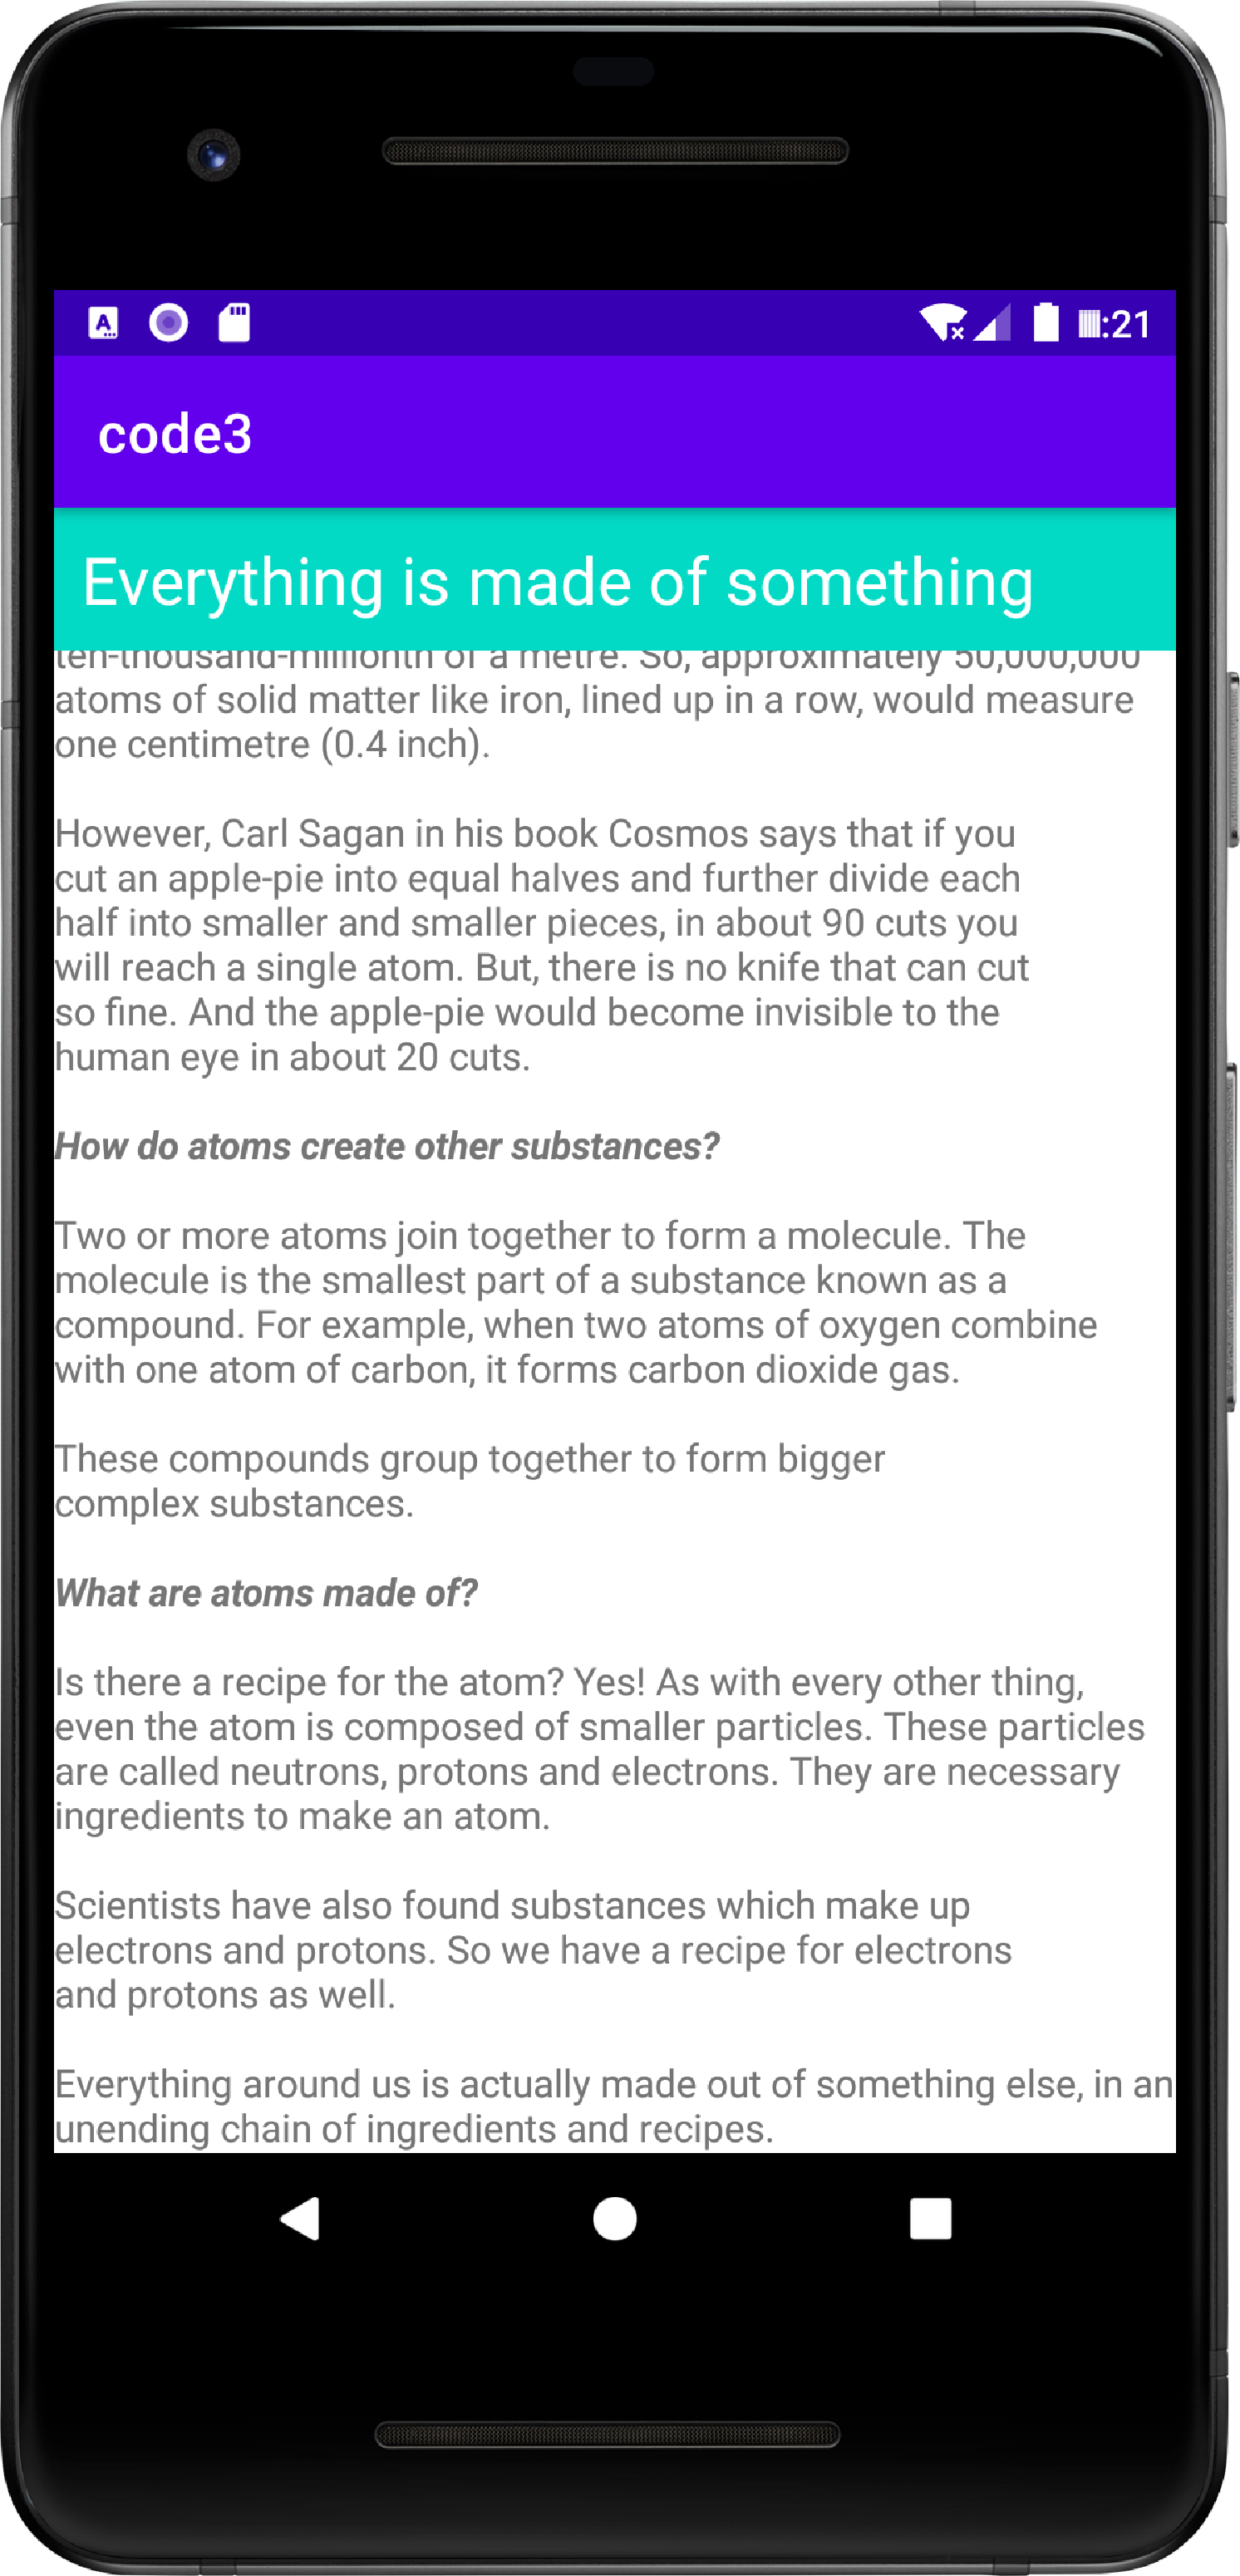 :21
code3
Everything is made of something
ten-thousand-millionth of a metre. So, approximately 50,000,000
atoms of solid matter like iron, lined up in a row, would measure
one centimetre (0.4 inch).
However, Carl Sagan in his book Cosmos says that if you
cut an apple-pie into equal halves and further divide each
half into smaller and smaller pieces, in about 90 cuts you
will reach a single atom. But, there is no knife that can cut
so fine. And the apple-pie would become invisible to the
human eye in about 20 cuts.
How do atoms create other substances?
Two or more atoms join together to form a molecule. The
molecule is the smallest part of a substance known as a
compound. For example, when two atoms of oxygen combine
with one atom of carbon, it forms carbon dioxide gas.
These compounds group together to form bigger
complex substances.
What are atoms made of?
Is there a recipe for the atom? Yes! As with every other thing,
even the atom is composed of smaller particles. These particles
are called neutrons, protons and electrons. They are necessary
ingredients to make an atom.
Scientists have also found substances which make up
electrons and protons. So we have a recipe for electrons
and protons as well.
Everything around us is actually made out of something else, in an
unending chain of ingredients and recipes.